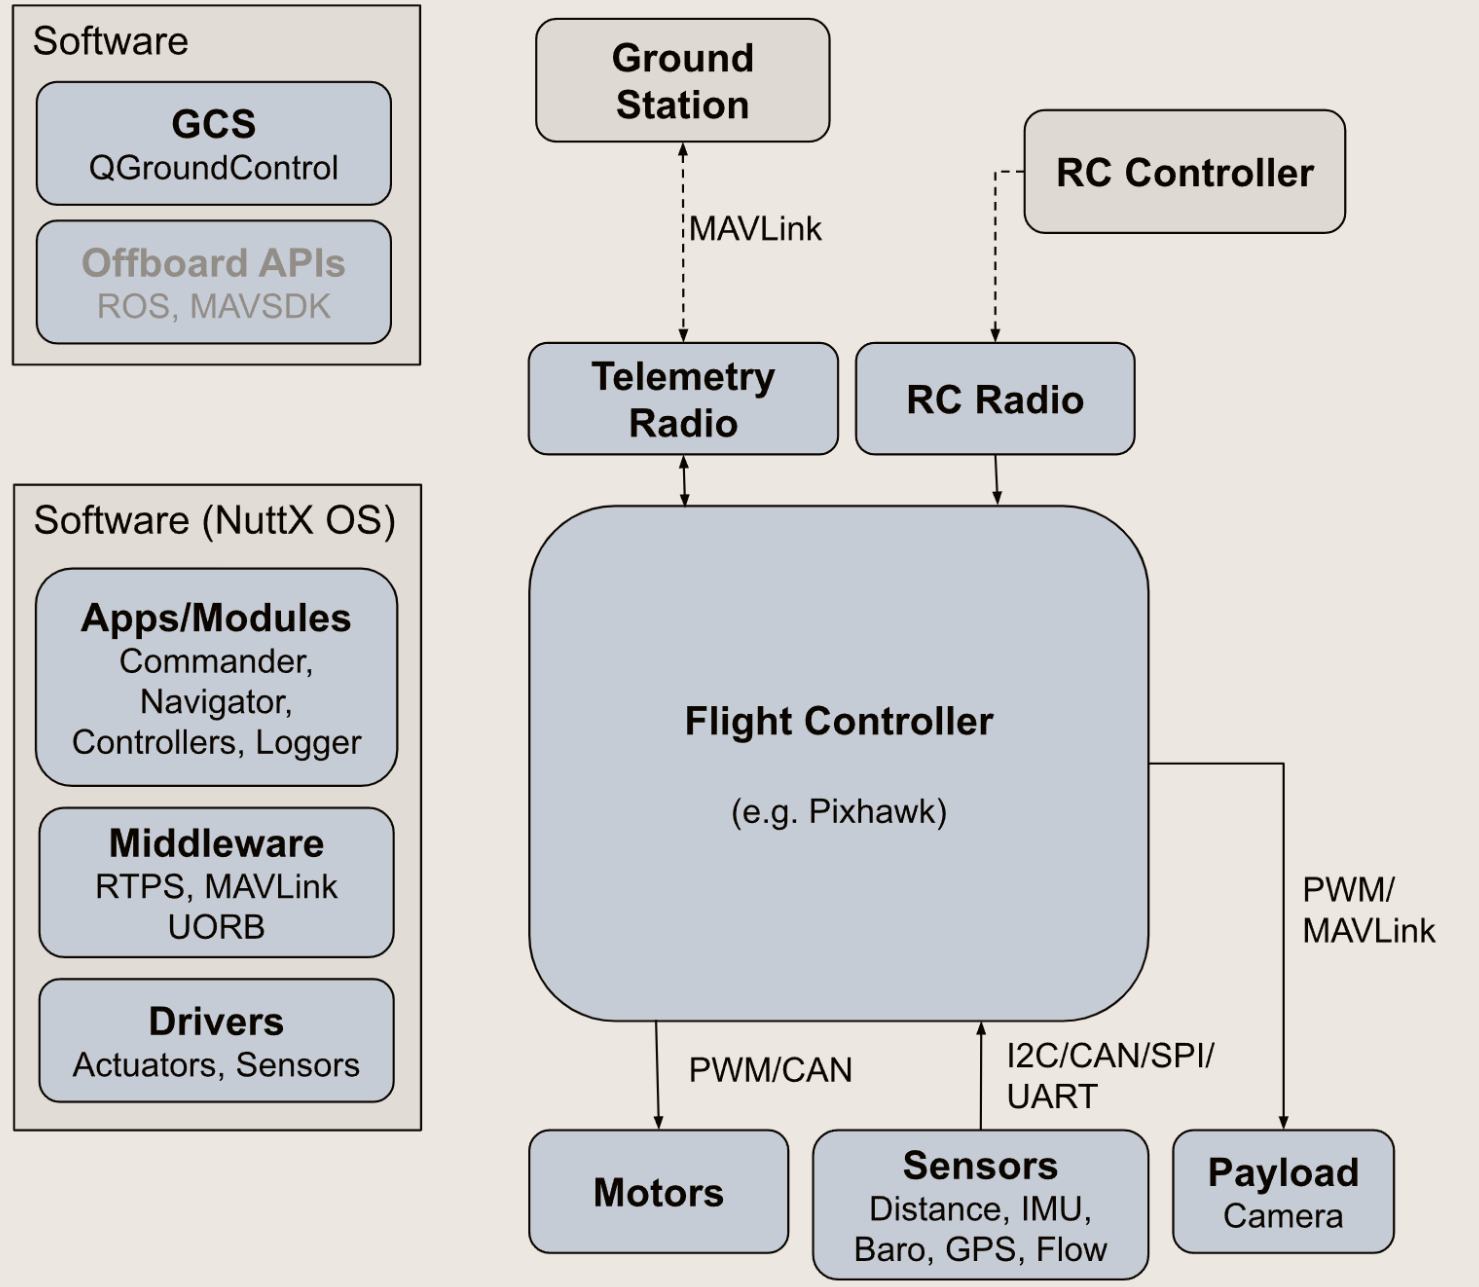 Software
GCS
QGroundControl
Offboard APIs
ROS, MAVSDK
Ground
Station
RC Controller
MAVLink
Telemetry
Radio
RC Radio
Software (NuttX OS)
Apps/Modules
Commander,
Navigator,
Controllers, Logger
Middleware
RTPS, MAVLink
UORB
Drivers
Actuators, Sensors
Flight Controller
(e.g. Pixhawk)
PWM/
MAVLink
PWM/CAN
I2C/CAN/SPI/
UART
Motors
Sensors
Distance, IMU,
Baro, GPS, Flow
Payload
Camera